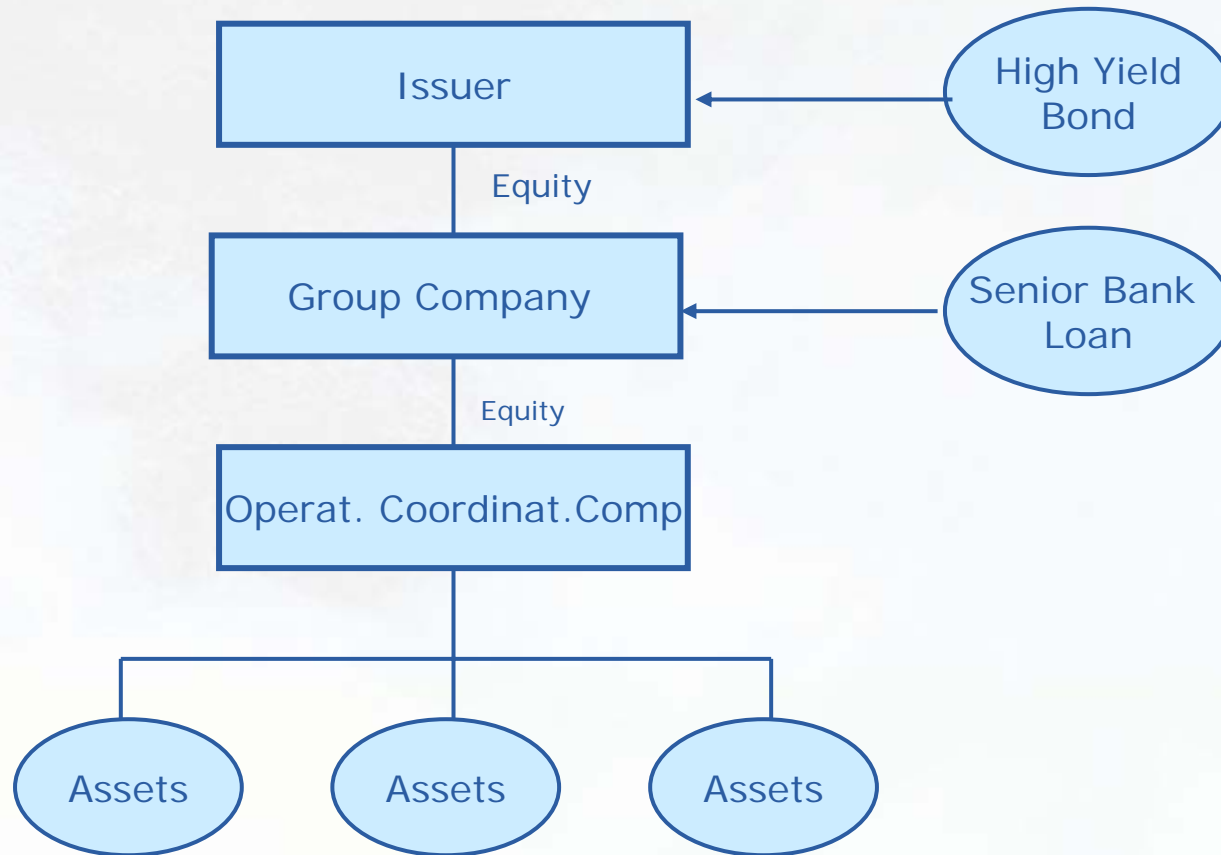 Issuer
High Yield
Bond
Equity
Group Company
Senior Bank
Loan
Equity
Operat. Coordinat.Comp
Assets
Assets
Assets